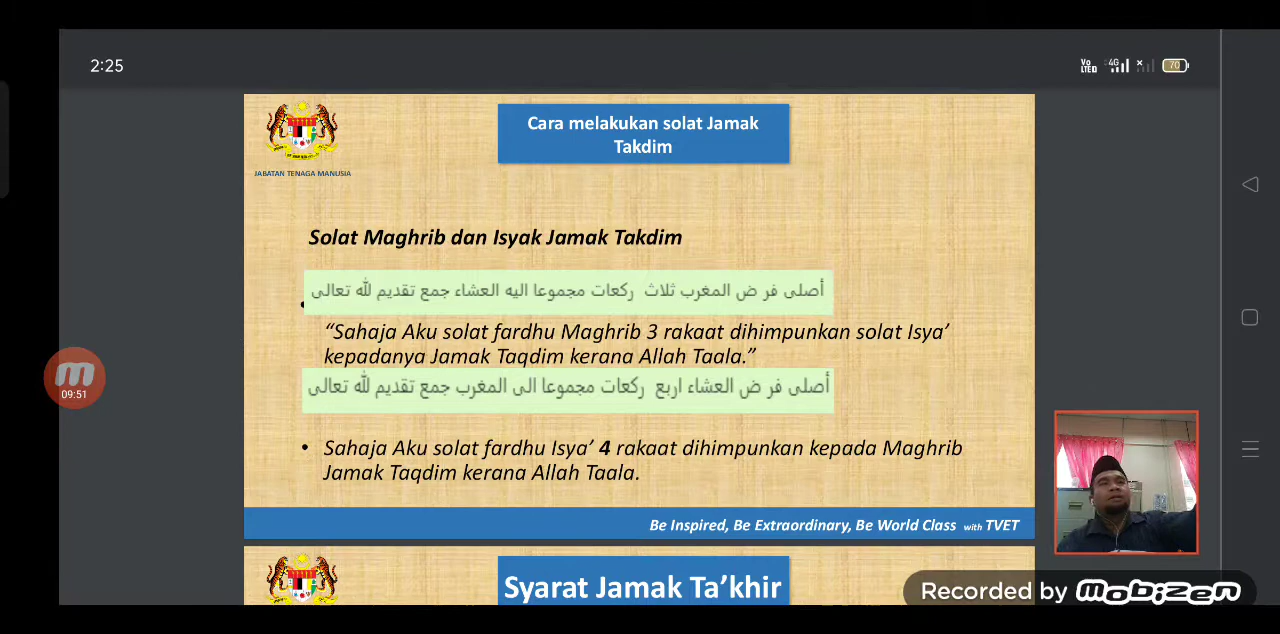 2:25
Vo LTE
4G
70
JABATAN TENAGA MANUSIA
Cara melakukan solat Jamak
Takdim
Solat Maghrib dan Isyak Jamak Takdim
أصلى فر ض المغرب ثلاث ركعات مجموعا اليه العشاء جمع تقديم لله تعالى
“Sahaja Aku solat fardhu Maghrib 3 rakaat dihimpunkan solat Isya’
kepadanya Jamak Taqdim kerana Allah Taala.”
أصلى فر ض العشاء اربع ركعات مجموعا الى المغرب جمع تقديم لله تعالى
• Sahaja Aku solat fardhu Isya’ 4 rakaat dihimpunkan kepada Maghrib
Jamak Taqdim kerana Allah Taala.
Be Inspired, Be Extraordinary, Be World Class with TVET
Syarat Jamak Ta’khir
09:51
Recorded by mobizen